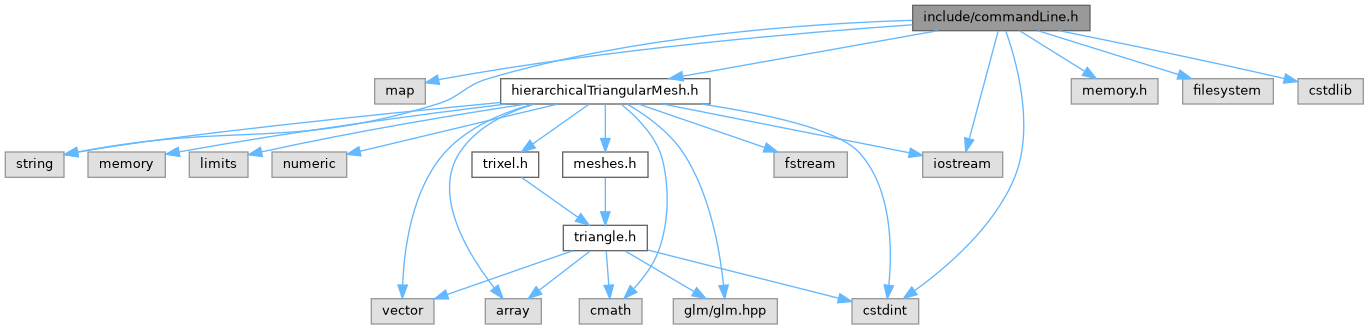 include/commandLine.h
map
hierarchicalTriangularMesh.h
memory.h
filesystem
cstdlib
string
memory
limits
numeric
trixel.h
meshes.h
fstream
iostream
triangle.h
vector
array
cmath
glm/glm.hpp
cstdint